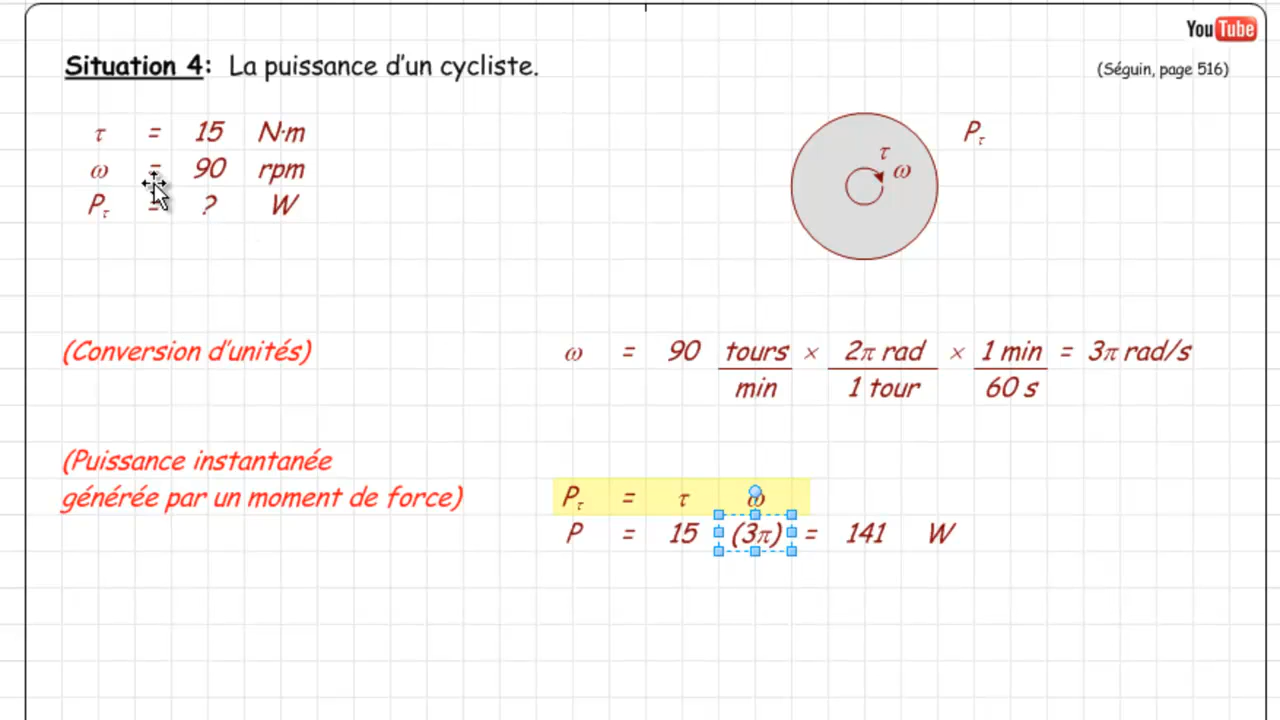 YouTube
Situation 4: La puissance d'un cycliste.
(Séguin, page 516)
τ = 15 N·m
ω = 90 rpm
Pτ = ? W
Pτ
τ
ω
(Conversion d'unités)
ω = 90 tours/min × 2π rad/1 tour × 1 min/60 s = 3π rad/s
(Puissance instantanée
générée par un moment de force)
Pτ = τ ω
P = 15 (3π) = 141 W